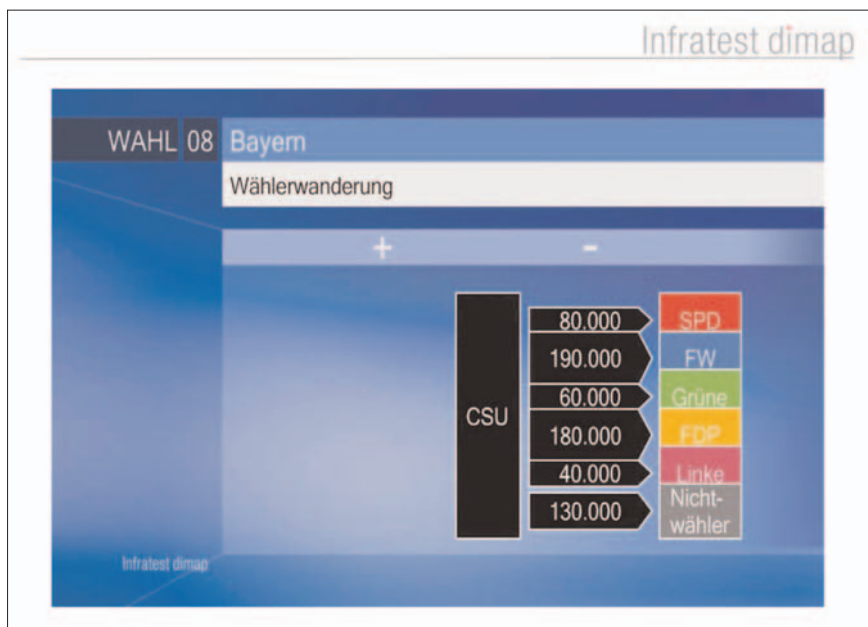 Infratest dimap
WAHL 08 Bayern
Wählerwanderung
+ -
80.000 SPD
190.000 FW
60.000 Grüne
CSU
180.000 FDP
40.000 Linke
130.000 Nicht-
wähler
Infratest dimap